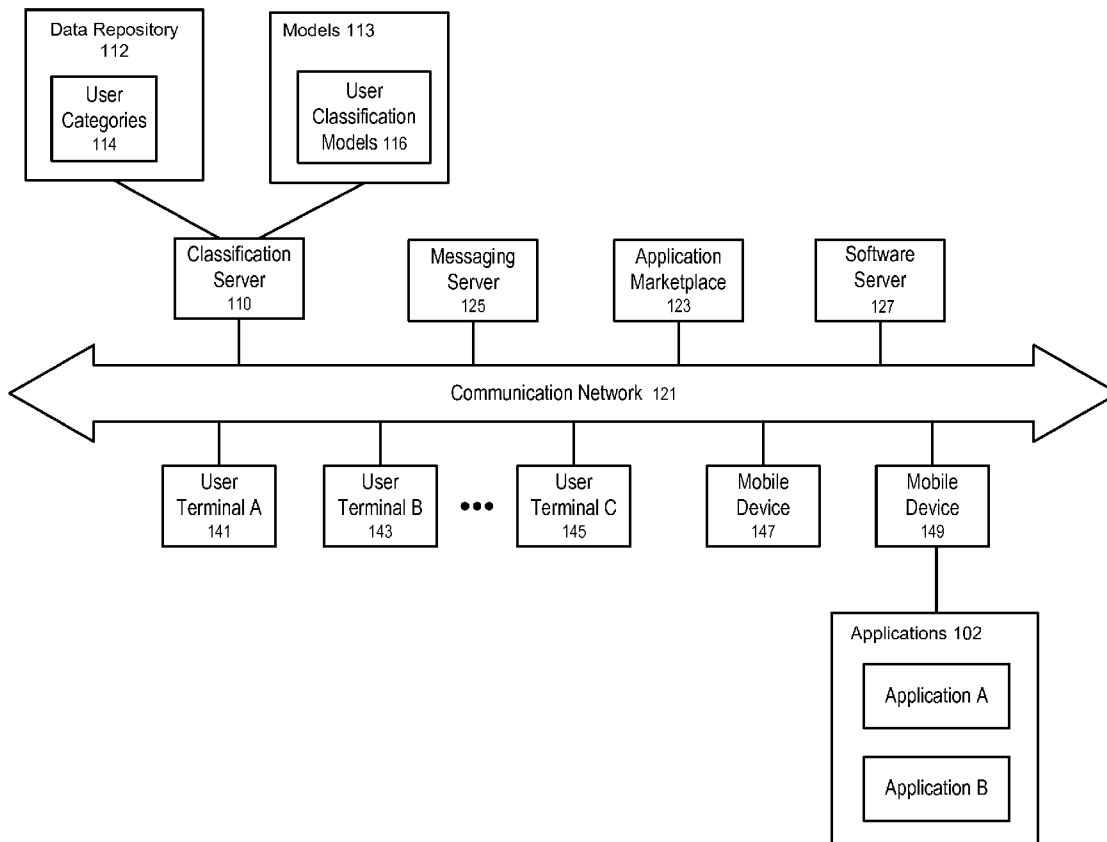 Data Repository
112
User
Categories
114
Models 113
User
Classification
Models 116
Classification
Server
110
Messaging
Server
125
Application
Marketplace
123
Software
Server
127
Communication Network 121
User
Terminal A
141
User
Terminal B
143
•••
User
Terminal C
145
Mobile
Device
147
Mobile
Device
149
Applications 102
Application A
Application B